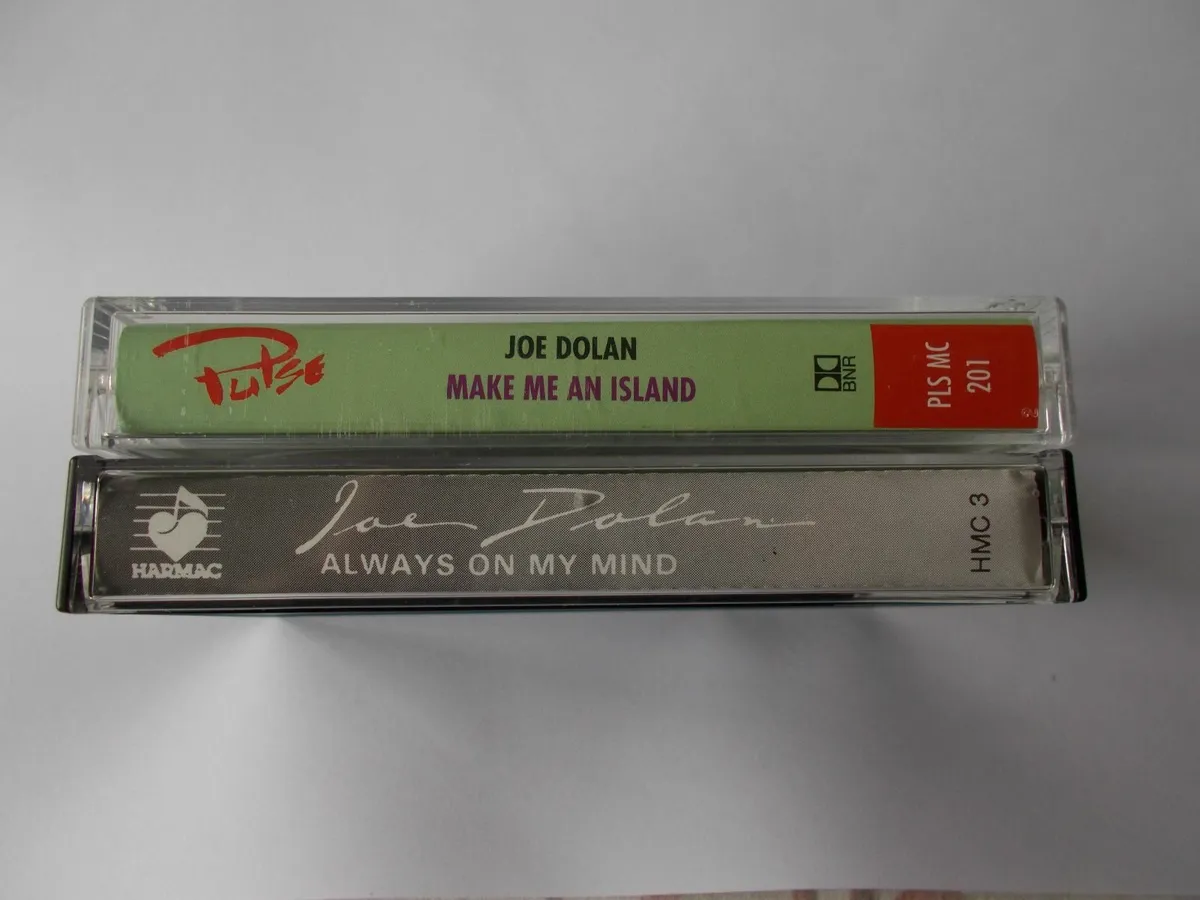 Pulse
JOE DOLAN
MAKE ME AN ISLAND
BNR
PLS MC
201
HARMAC
Joe Dolan
ALWAYS ON MY MIND
HMC 3